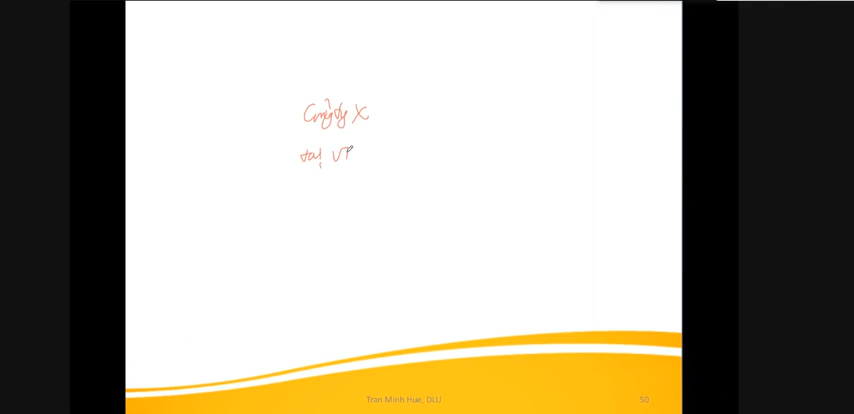 Công ty X
tại VP
Tran Minh Hue, DLU
50